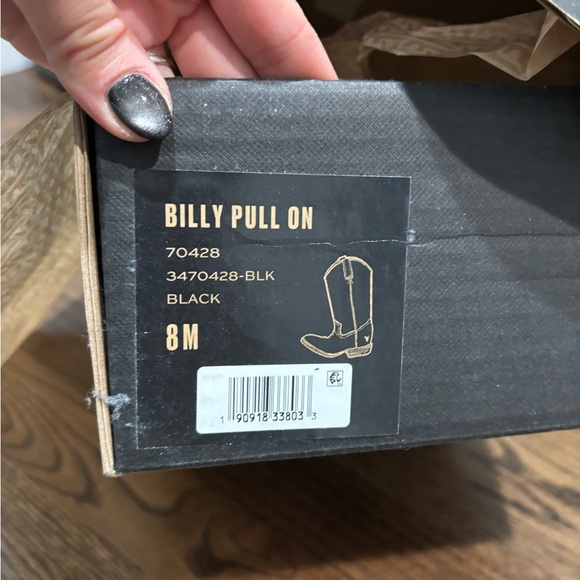 BILLY PULL ON
70428
3470428-BLK
BLACK
8M
1 90918 33803 3